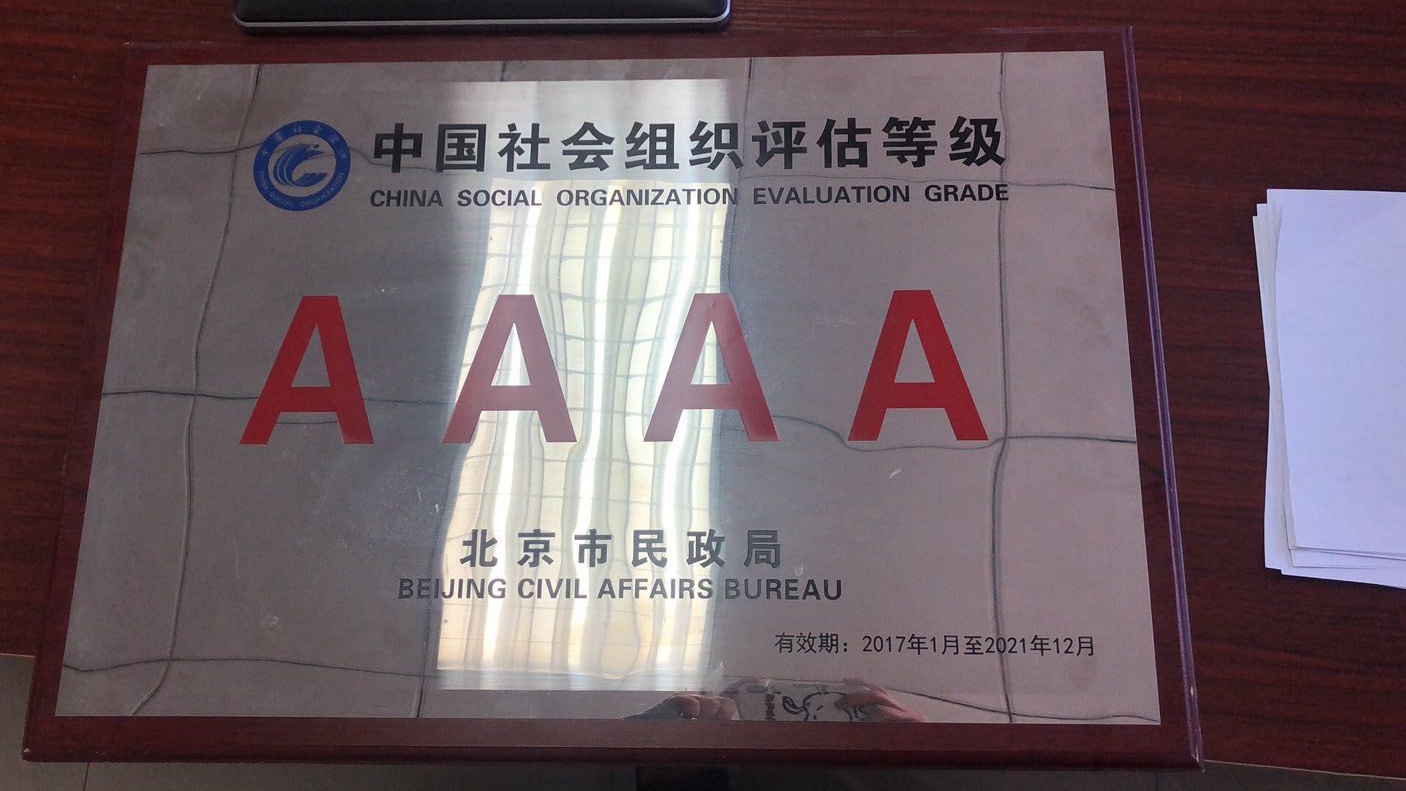 中国社会组织评估等级
CHINA SOCIAL ORGANIZATION EVALUATION GRADE
AAAA
北京市民政局
BEIJING CIVIL AFFAIRS BUREAU
有效期：2017年1月至2021年12月